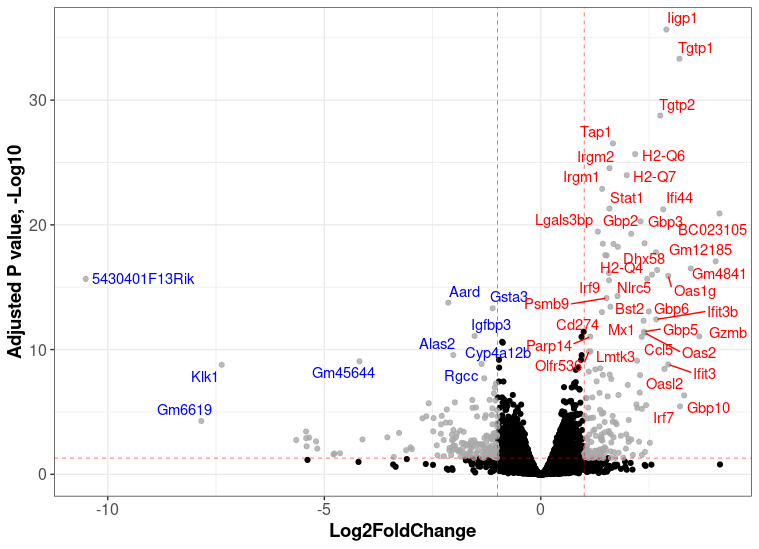 Iigp1
Tgtp1
Tgtp2
Tap1
Irgm2
H2-Q6
Irgm1
H2-Q7
Stat1
Ifi44
Lgals3bp
Gbp2
Gbp3
BC023105
Gm12185
Dhx58
H2-Q4
Gm4841
5430401F13Rik
Aard
Gsta3
Irf9
Nlrc5
Oas1g
Psmb9
Bst2
Gbp6
Ifit3b
Igfbp3
Cd274
Mx1
Gbp5
Gzmb
Alas2
Cyp4a12b
Parp14
Lmtk3
Ccl5
Oas2
Klk1
Gm45644
Rgcc
Oasl2
Ifit3
Gm6619
Irf7
Gbp10
30
20
10
0
-10
-5
0
Log2FoldChange
Adjusted P value, -Log10